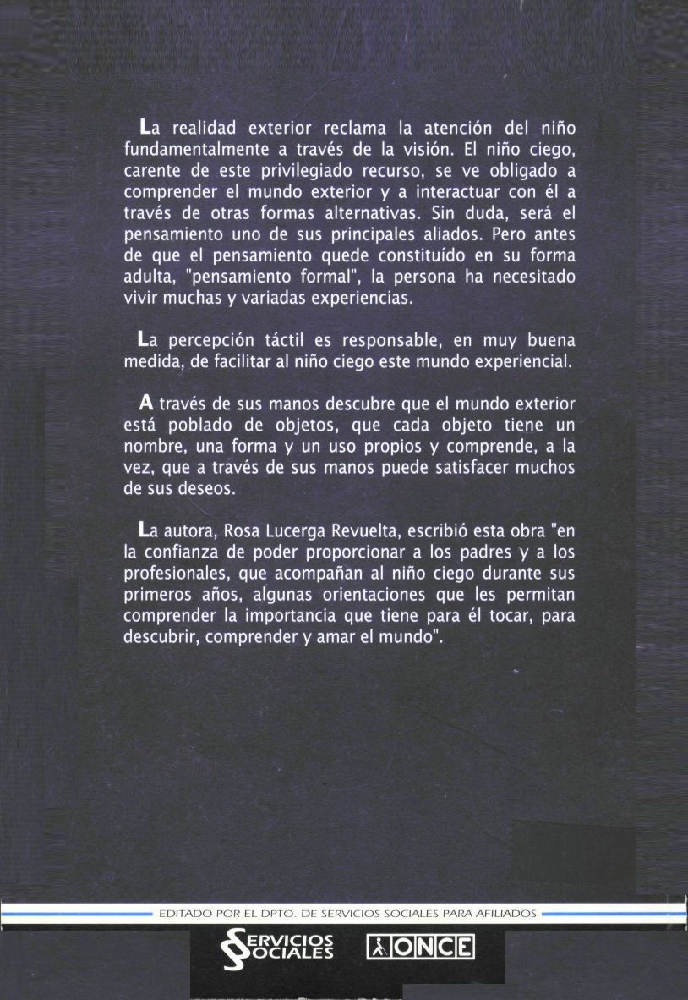 La realidad exterior reclama la atención del niño
fundamentalmente a través de la visión. El niño ciego,
carente de este privilegiado recurso, se ve obligado a
comprender el mundo exterior y a interactuar con él a
través de otras formas alternativas. Sin duda, será el
pensamiento uno de sus principales aliados. Pero antes
de que el pensamiento quede constituído en su forma
adulta, "pensamiento formal", la persona ha necesitado
vivir muchas y variadas experiencias.
La percepción táctil es responsable, en muy buena
medida, de facilitar al niño ciego este mundo experiencial.
A través de sus manos descubre que el mundo exterior
está poblado de objetos, que cada objeto tiene un
nombre, una forma y un uso propios y comprende, a la
vez, que a través de sus manos puede satisfacer muchos
de sus deseos.
La autora, Rosa Lucerga Revuelta, escribió esta obra "en
la confianza de poder proporcionar a los padres y a los
profesionales, que acompañan al niño ciego durante sus
primeros años, algunas orientaciones que les permitan
comprender la importancia que tiene para él tocar, para
descubrir, comprender y amar el mundo".
EDITADO POR EL DPTO. DE SERVICIOS SOCIALES PARA AFILIADOS
SERVICIOS
SOCIALES
ONCE